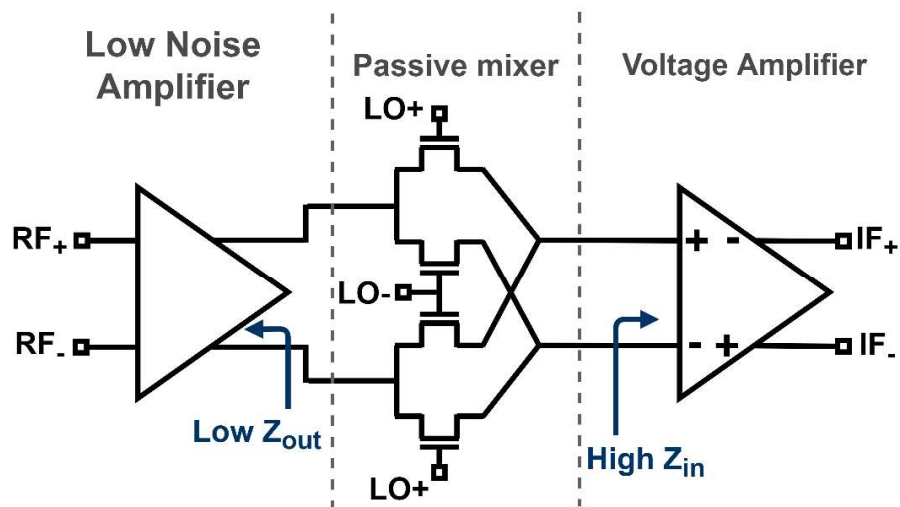 Low Noise
Amplifier
Passive mixer
Voltage Amplifier
LO+
RF+
+ -
IF+
LO-
RF-
- +
IF-
Low Zout
High Zin
LO+